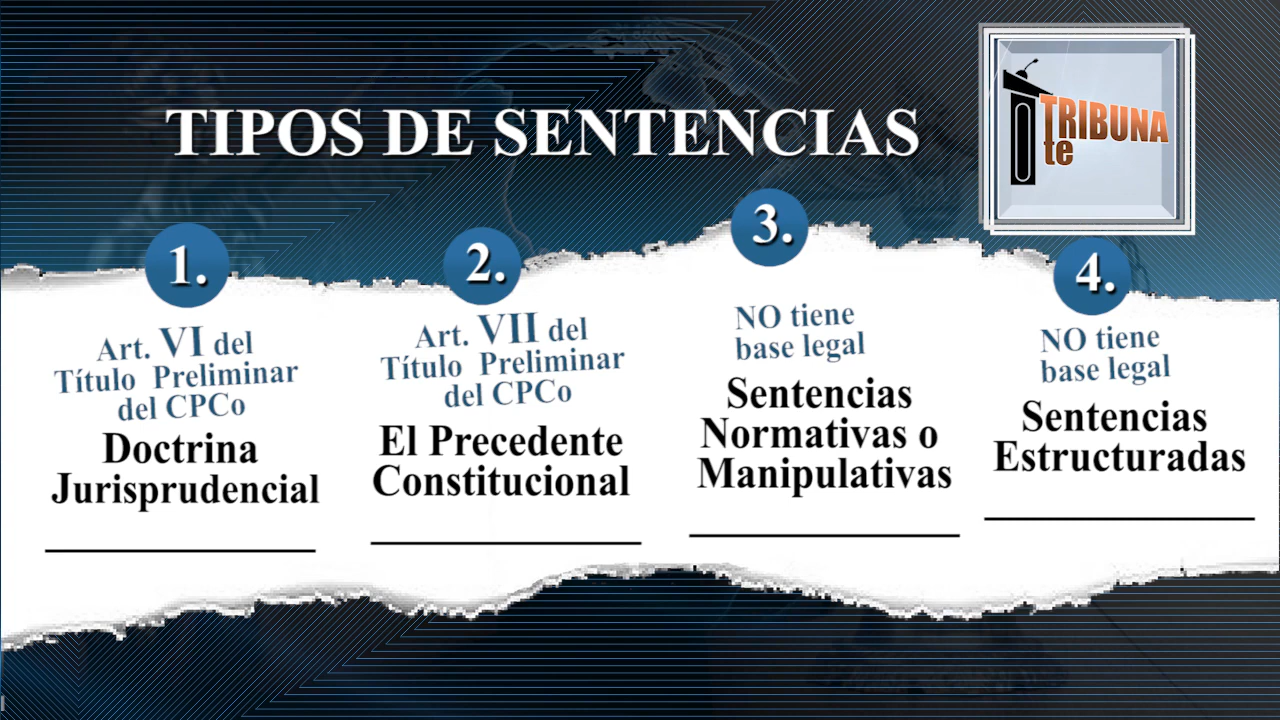 TIPOS DE SENTENCIAS
TRIBUNA
te
1.
Art. VI del
Título Preliminar
del CPCo
Doctrina
Jurisprudencial
2.
Art. VII del
Título Preliminar
del CPCo
El Precedente
Constitucional
3.
NO tiene
base legal
Sentencias
Normativas o
Manipulativas
4.
NO tiene
base legal
Sentencias
Estructuradas